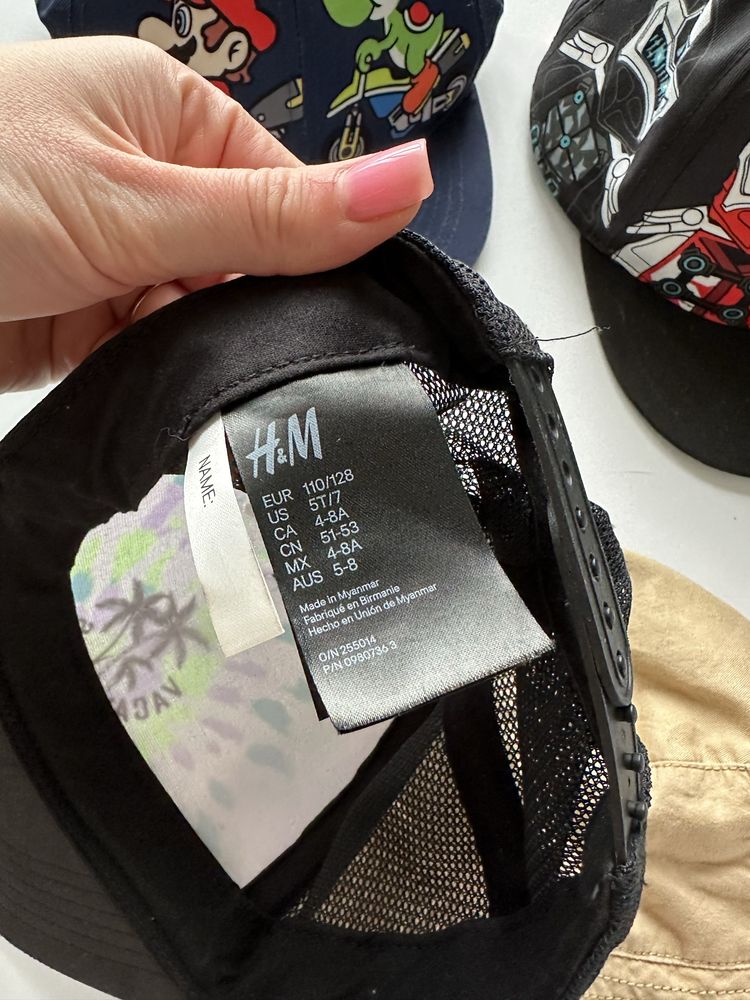 H&M
NAME:
EUR 110/128
US 5T/7
CA 4-8A
CN 51-53
MX 4-8A
AUS 5-8
Made in Myanmar
Fabriqué en Birmanie
Hecho en Unión de Myanmar
O/N 255014
P/N 0980736 3